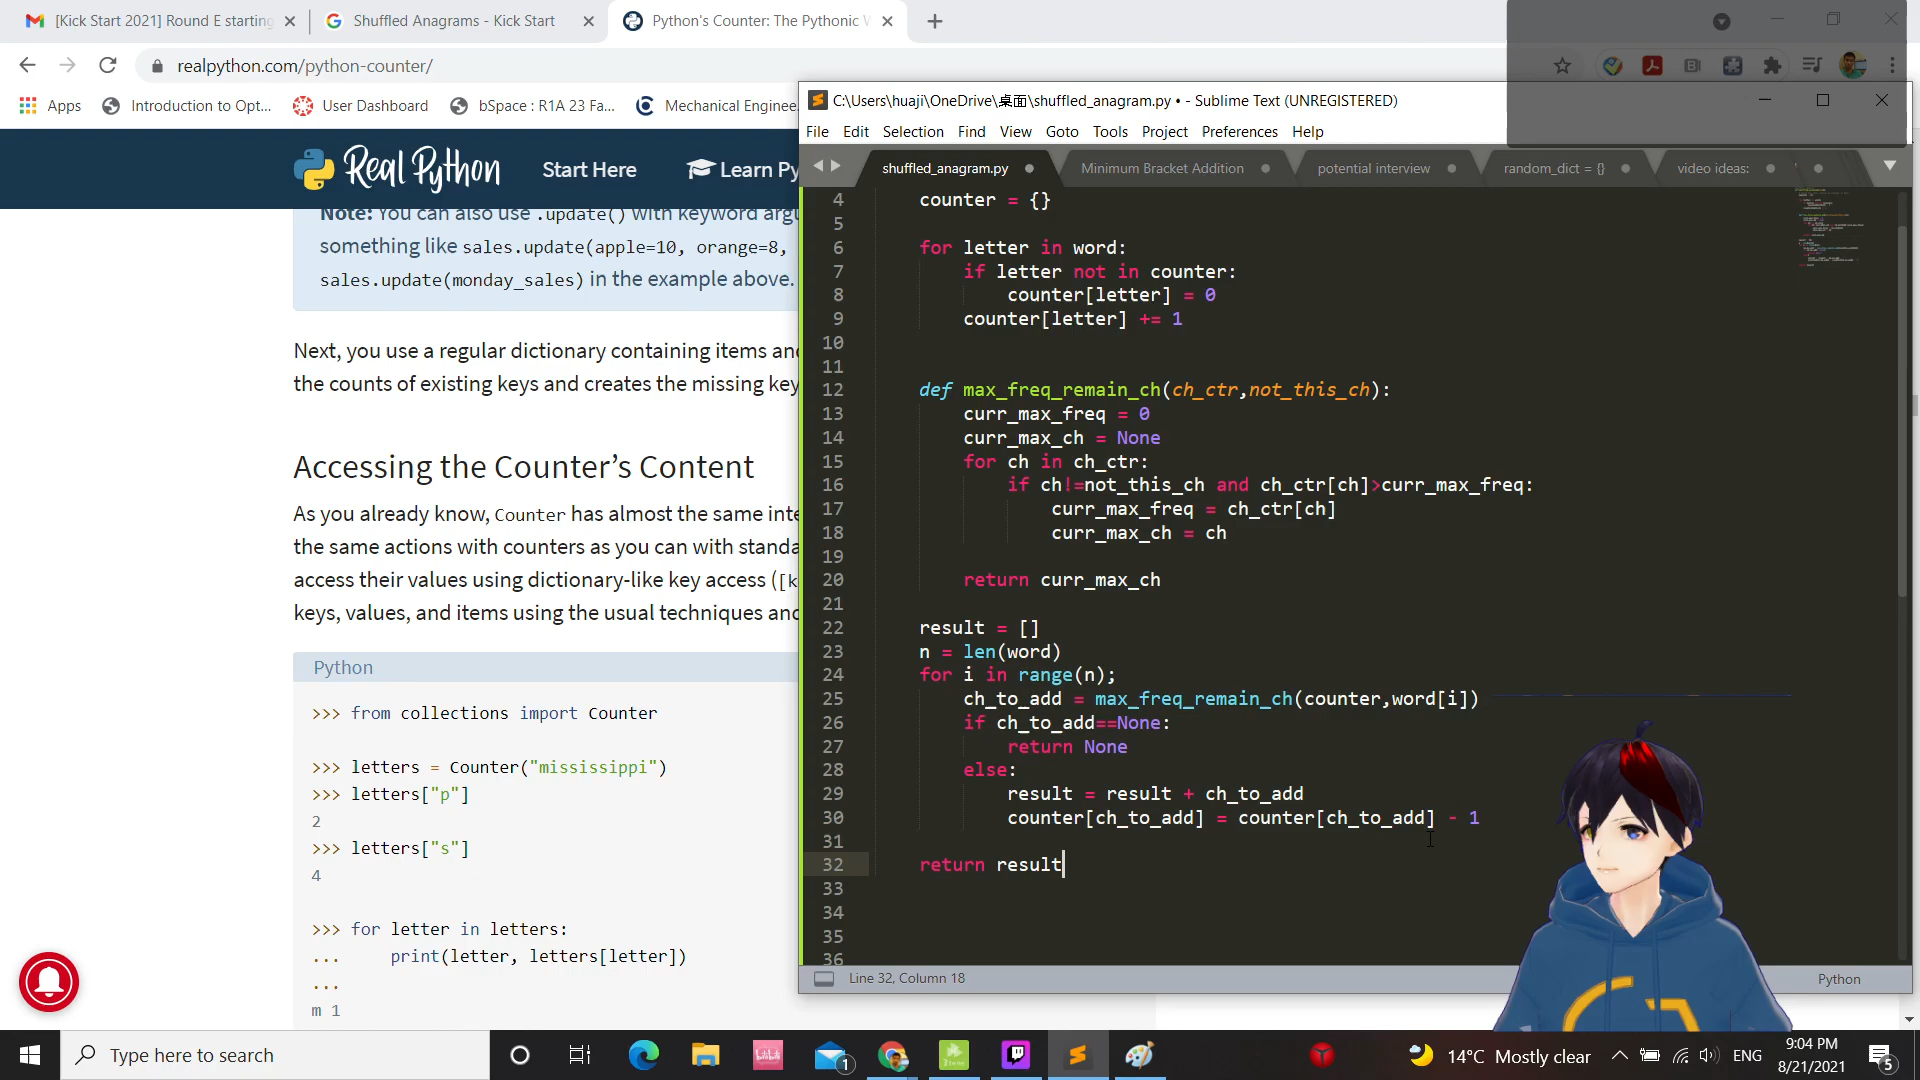 [Kick Start 2021] Round E starting
Shuffled Anagrams - Kick Start
Python's Counter: The Pythonic W
realpython.com/python-counter/
Apps
Introduction to Opt...
User Dashboard
bSpace : R1A 23 Fa...
Mechanical Enginee
Real Python
Start Here
Learn Py
Note: You can also use .update() with keyword argu
something like sales.update(apple=10, orange=8,
sales.update(monday_sales) in the example above.
Next, you use a regular dictionary containing items and
the counts of existing keys and creates the missing key
Accessing the Counter's Content
As you already know, Counter has almost the same inte
the same actions with counters as you can with standa
access their values using dictionary-like key access ([k
keys, values, and items using the usual techniques and
Python
>>> from collections import Counter
>>> letters = Counter("mississippi")
>>> letters["p"]
2
>>> letters["s"]
4
>>> for letter in letters:
... print(letter, letters[letter])
...
m 1
C:\Users\huaji\OneDrive\桌面\shuffled_anagram.py • - Sublime Text (UNREGISTERED)
File Edit Selection Find View Goto Tools Project Preferences Help
shuffled_anagram.py
Minimum Bracket Addition
potential interview
random_dict = {}
video ideas:
4 counter = {}
5
6 for letter in word:
7 if letter not in counter:
8 counter[letter] = 0
9 counter[letter] += 1
10
11
12 def max_freq_remain_ch(ch_ctr,not_this_ch):
13 curr_max_freq = 0
14 curr_max_ch = None
15 for ch in ch_ctr:
16 if ch!=not_this_ch and ch_ctr[ch]>curr_max_freq:
17 curr_max_freq = ch_ctr[ch]
18 curr_max_ch = ch
19
20 return curr_max_ch
21
22 result = []
23 n = len(word)
24 for i in range(n);
25 ch_to_add = max_freq_remain_ch(counter,word[i])
26 if ch_to_add==None:
27 return None
28 else:
29 result = result + ch_to_add
30 counter[ch_to_add] = counter[ch_to_add] - 1
31
32 return result
33
34
35
36
Line 32, Column 18
Python
Type here to search
1
14°C Mostly clear
ENG
9:04 PM
8/21/2021
5